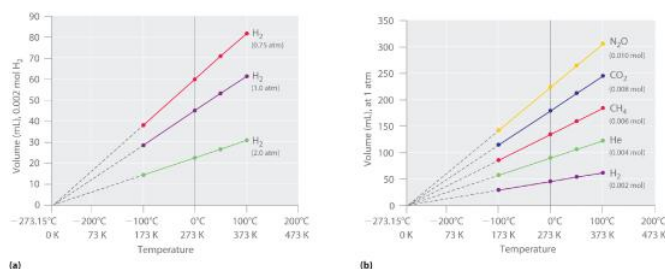 90
80
70
60
50
40
30
20
10
0
Volume (mL), 0.002 mol H₂
H₂
(0.75 atm)
H₂
(1.0 atm)
H₂
(2.0 atm)
−273.15°C −200°C −100°C 0°C 100°C 200°C
0 K 73 K 173 K 273 K 373 K 473 K
Temperature
(a)
350
300
250
200
150
100
50
0
Volume (mL), at 1 atm
N₂O
(0.010 mol)
CO₂
(0.008 mol)
CH₄
(0.006 mol)
He
(0.004 mol)
H₂
(0.002 mol)
−273.15°C −200°C −100°C 0°C 100°C 200°C
0 K 73 K 173 K 273 K 373 K 473 K
Temperature
(b)